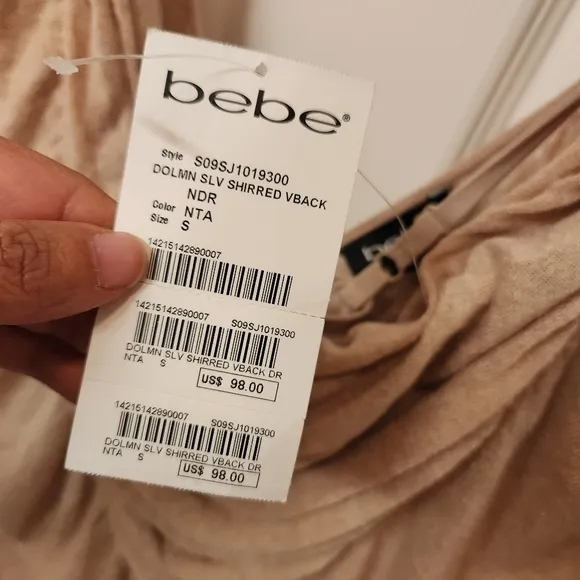 bebe®
Style S09SJ1019300
DOLMN SLV SHIRRED VBACK
NDR
Color NTA
Size S
14215142890007
14215142890007 S09SJ1019300
DOLMN SLV SHIRRED VBACK DR
NTA S
US$ 98.00
14215142890007 S09SJ1019300
DOLMN SLV SHIRRED VBACK DR
NTA S
US$ 98.00